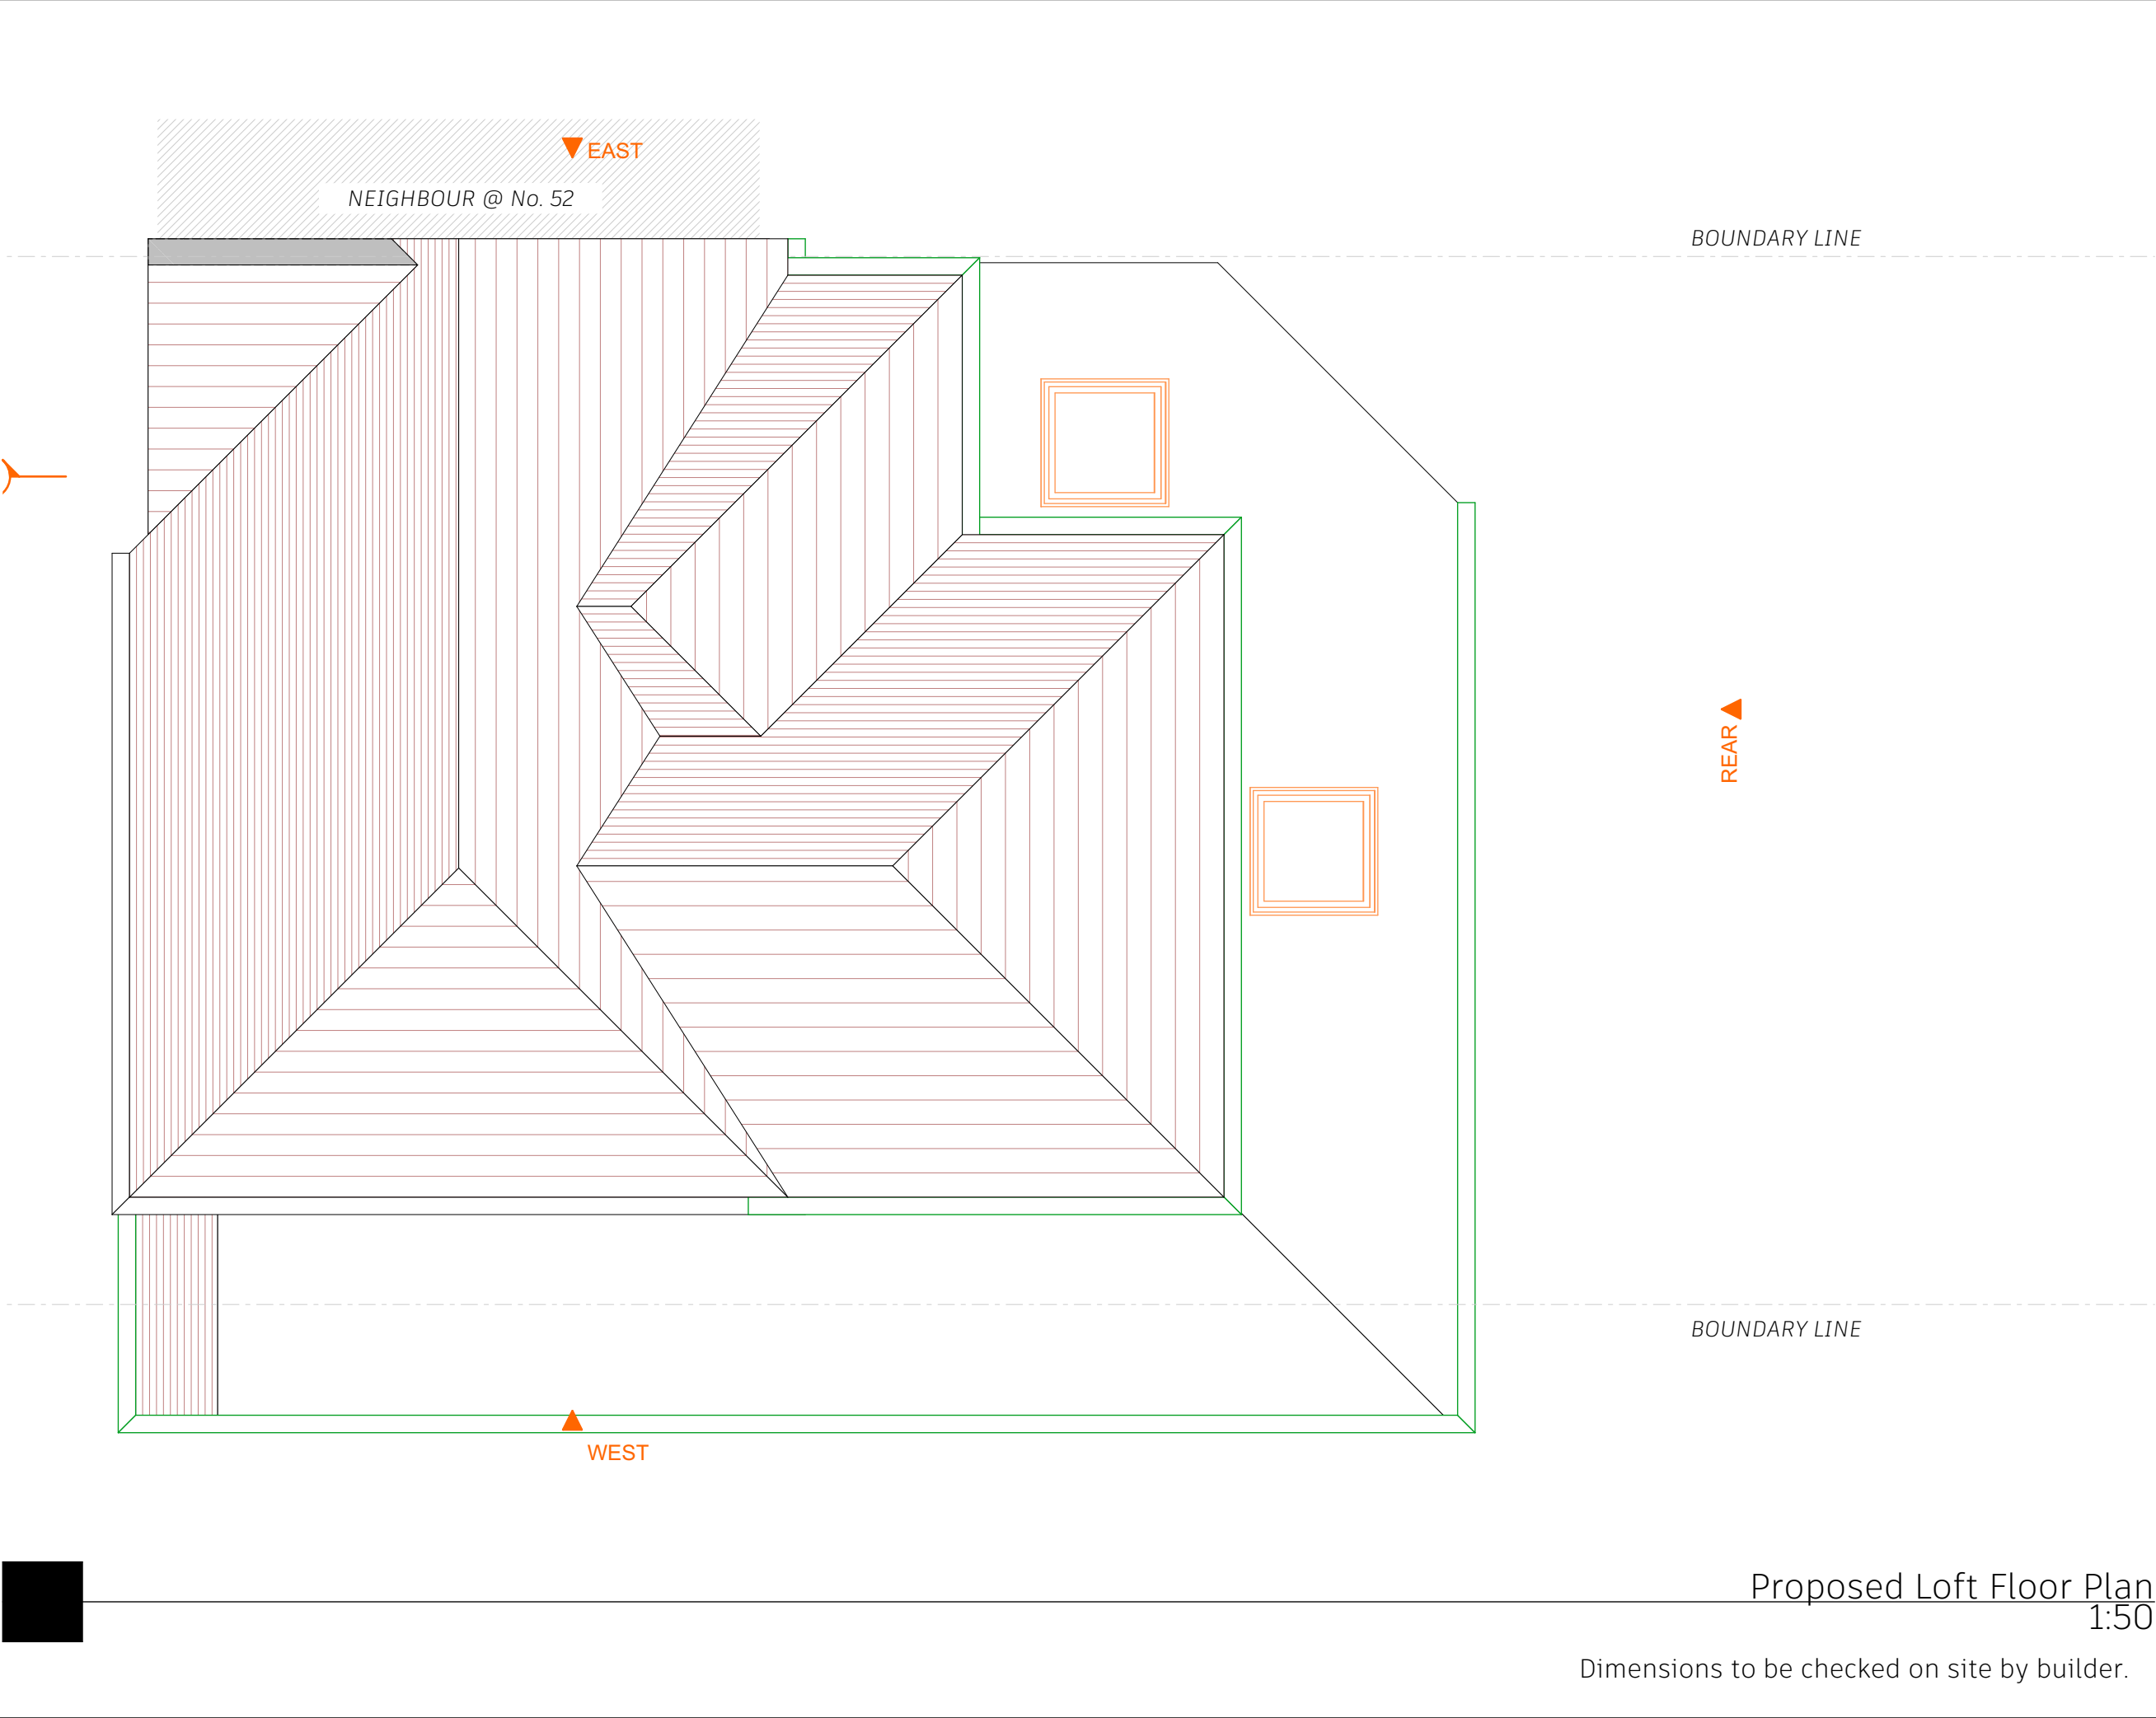 EAST
NEIGHBOUR @ No. 52
BOUNDARY LINE
REAR
BOUNDARY LINE
WEST
Proposed Loft Floor Plan
1:50
Dimensions to be checked on site by builder.